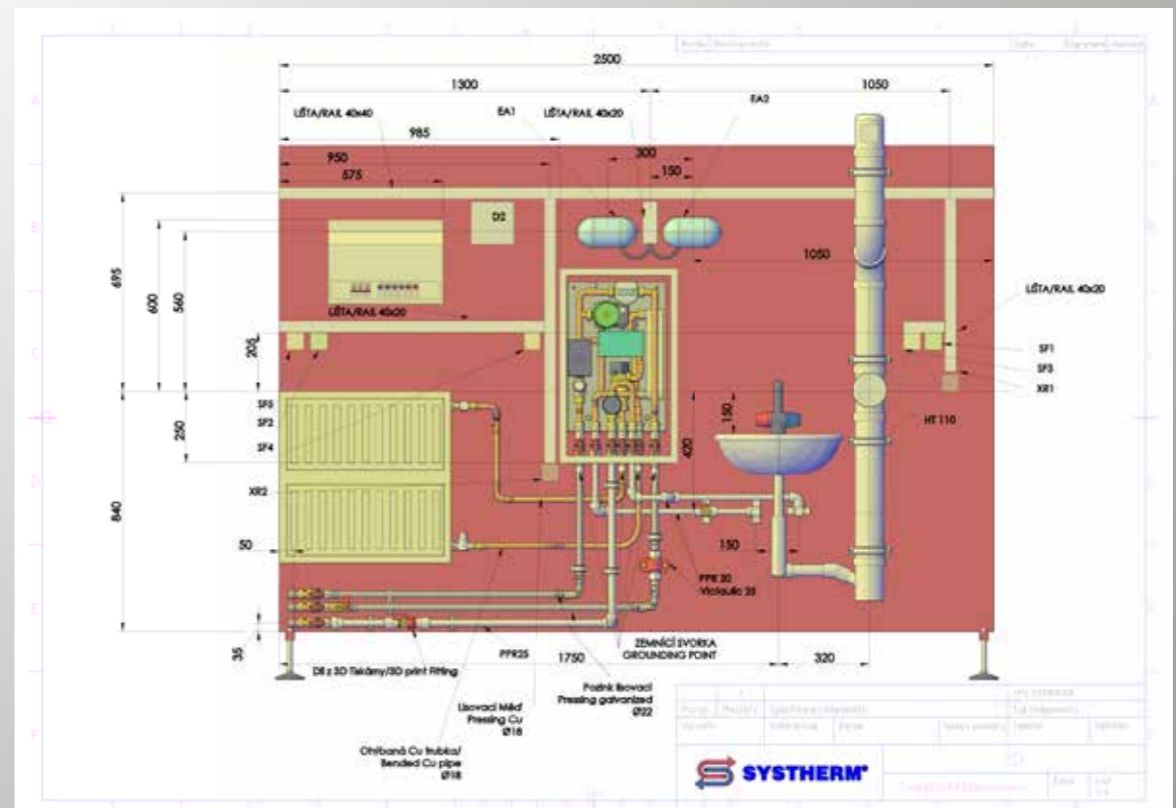 2500
1300
1050
LIŠTA/RAIL 40x40
EA1
LIŠTA/RAIL 40x20
EA2
985
950
300
575
150
D2
1050
695
600
560
LIŠTA/RAIL 40x20
LIŠTA/RAIL 40x20
205
SF1
SF3
XR1
SF5
SF2
SF4
250
150
420
HT 110
XR2
840
50
150
PPR 20
Victaulic 25
35
ZEMNÍCÍ SVORKA
GROUNDING POINT
PPR25
1750
320
Díl z 3D Tiskárny/3D print Fitting
Pozink lisovací
Pressing galvanized
Ø22
Lisovací Měď
Pressing Cu
Ø18
Ohýbaná Cu trubka/
Bended Cu pipe
Ø18
SYSTHERM
A
B
C
D
E
F